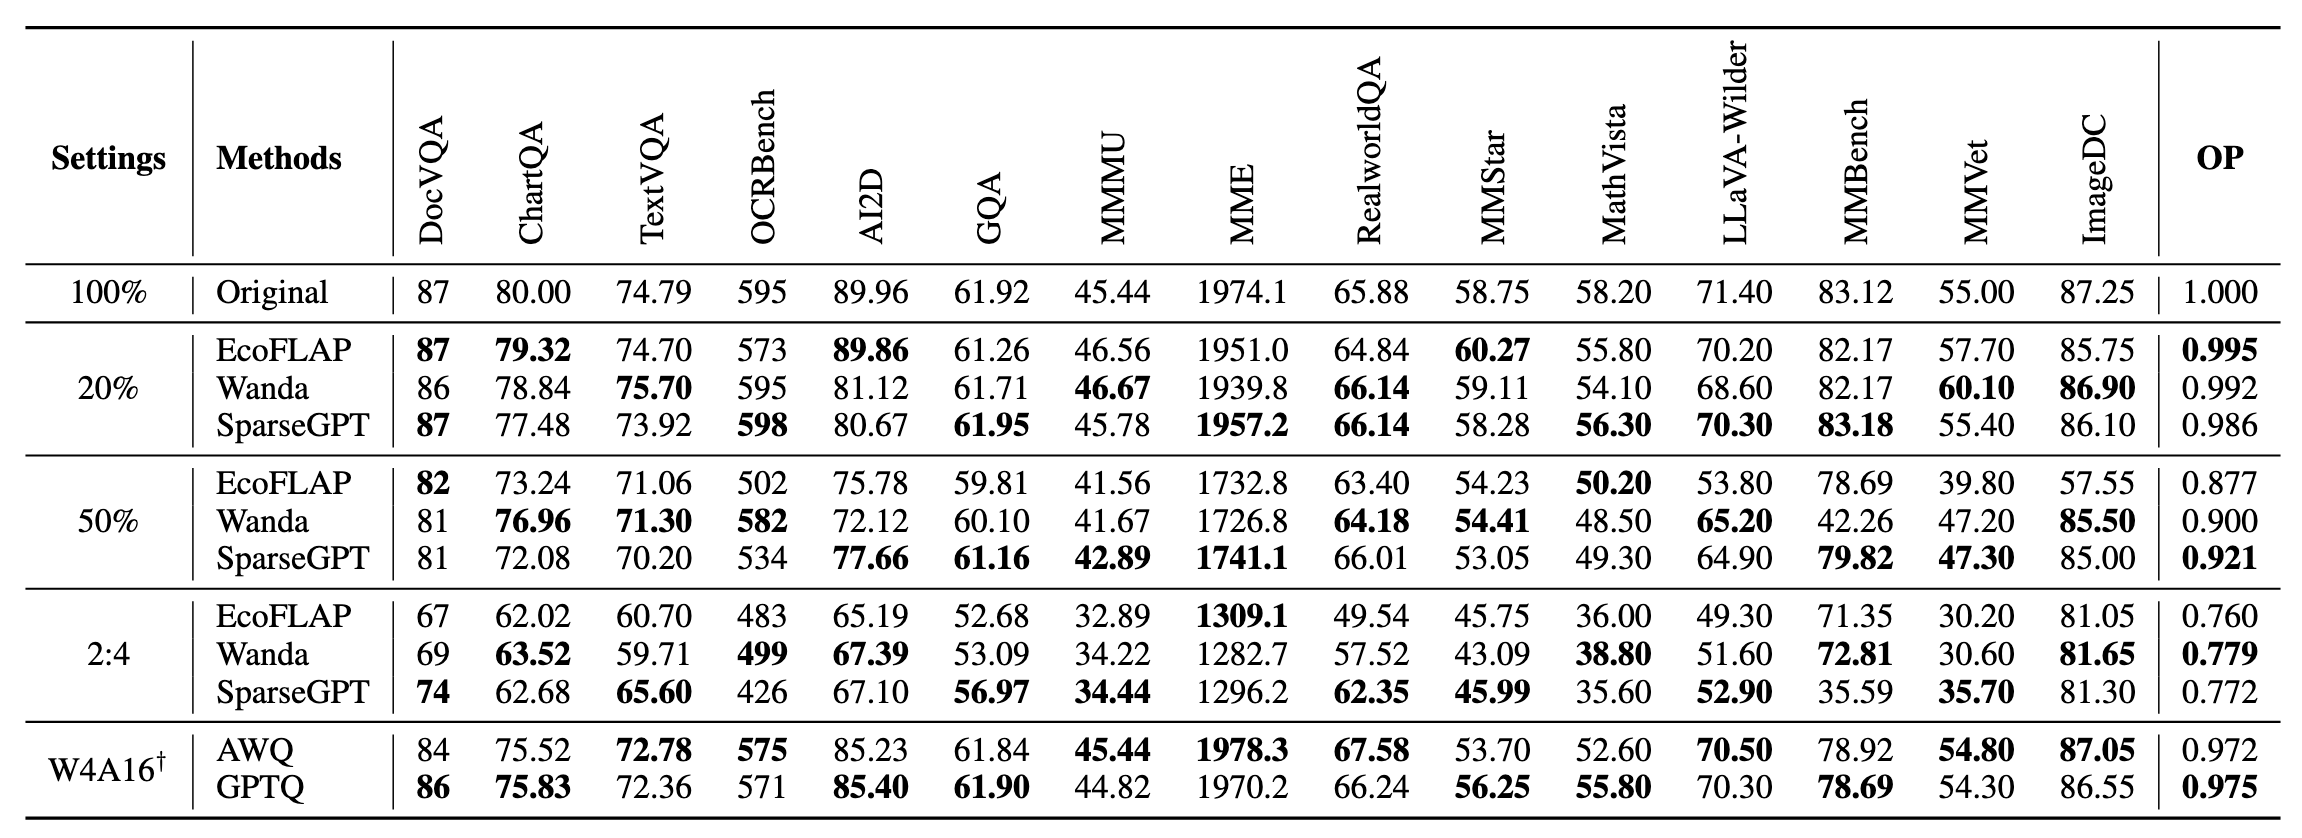 Settings Methods DocVQA ChartQA TextVQA OCRBench AI2D GQA MMMU MME RealworldQA MMStar MathVista LLaVA-Wilder MMBench MMVet ImageDC OP
100% Original 87 80.00 74.79 595 89.96 61.92 45.44 1974.1 65.88 58.75 58.20 71.40 83.12 55.00 87.25 1.000
EcoFLAP 87 79.32 74.70 573 89.86 61.26 46.56 1951.0 64.84 60.27 55.80 70.20 82.17 57.70 85.75 0.995
20% Wanda 86 78.84 75.70 595 81.12 61.71 46.67 1939.8 66.14 59.11 54.10 68.60 82.17 60.10 86.90 0.992
SparseGPT 87 77.48 73.92 598 80.67 61.95 45.78 1957.2 66.14 58.28 56.30 70.30 83.18 55.40 86.10 0.986
EcoFLAP 82 73.24 71.06 502 75.78 59.81 41.56 1732.8 63.40 54.23 50.20 53.80 78.69 39.80 57.55 0.877
50% Wanda 81 76.96 71.30 582 72.12 60.10 41.67 1726.8 64.18 54.41 48.50 65.20 42.26 47.20 85.50 0.900
SparseGPT 81 72.08 70.20 534 77.66 61.16 42.89 1741.1 66.01 53.05 49.30 64.90 79.82 47.30 85.00 0.921
EcoFLAP 67 62.02 60.70 483 65.19 52.68 32.89 1309.1 49.54 45.75 36.00 49.30 71.35 30.20 81.05 0.760
2:4 Wanda 69 63.52 59.71 499 67.39 53.09 34.22 1282.7 57.52 43.09 38.80 51.60 72.81 30.60 81.65 0.779
SparseGPT 74 62.68 65.60 426 67.10 56.97 34.44 1296.2 62.35 45.99 35.60 52.90 35.59 35.70 81.30 0.772
W4A16† AWQ 84 75.52 72.78 575 85.23 61.84 45.44 1978.3 67.58 53.70 52.60 70.50 78.92 54.80 87.05 0.972
GPTQ 86 75.83 72.36 571 85.40 61.90 44.82 1970.2 66.24 56.25 55.80 70.30 78.69 54.30 86.55 0.975